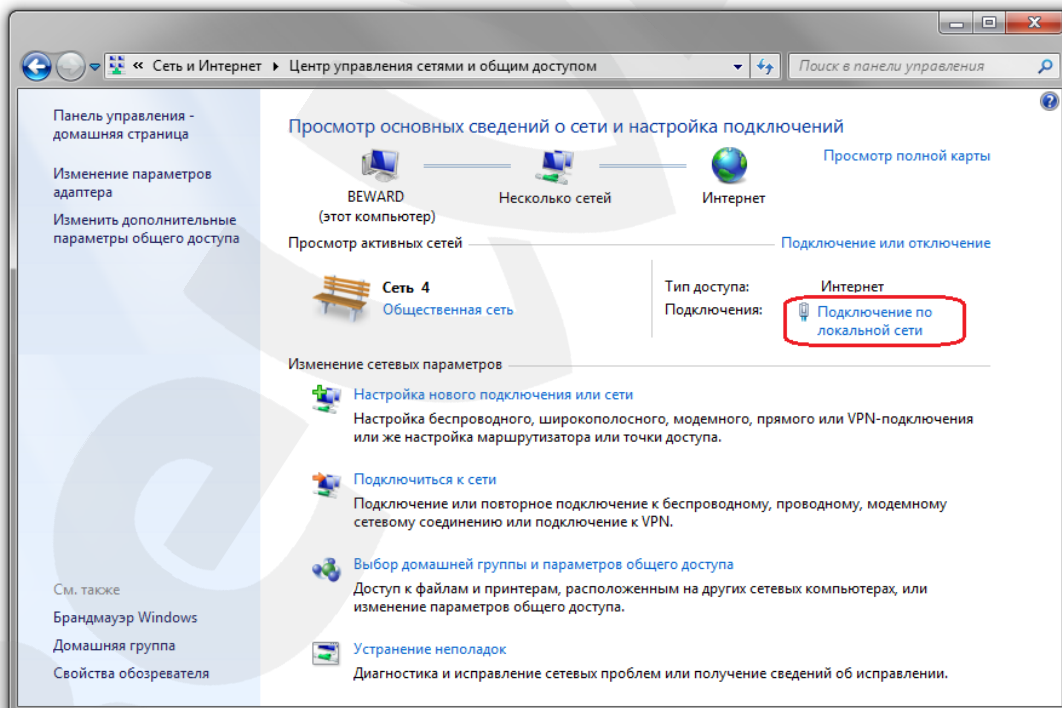 « Сеть и Интернет ▸ Центр управления сетями и общим доступом
Поиск в панели управления
Панель управления -
домашняя страница
Изменение параметров
адаптера
Изменить дополнительные
параметры общего доступа
Просмотр основных сведений о сети и настройка подключений
Просмотр полной карты
BEWARD
(этот компьютер)
Несколько сетей
Интернет
Просмотр активных сетей
Подключение или отключение
Сеть 4
Общественная сеть
Тип доступа: Интернет
Подключения: Подключение по
локальной сети
Изменение сетевых параметров
Настройка нового подключения или сети
Настройка беспроводного, широкополосного, модемного, прямого или VPN-подключения
или же настройка маршрутизатора или точки доступа.
Подключиться к сети
Подключение или повторное подключение к беспроводному, проводному, модемному
сетевому соединению или подключение к VPN.
Выбор домашней группы и параметров общего доступа
Доступ к файлам и принтерам, расположенным на других сетевых компьютерах, или
изменение параметров общего доступа.
Устранение неполадок
Диагностика и исправление сетевых проблем или получение сведений об исправлении.
См. также
Брандмауэр Windows
Домашняя группа
Свойства обозревателя